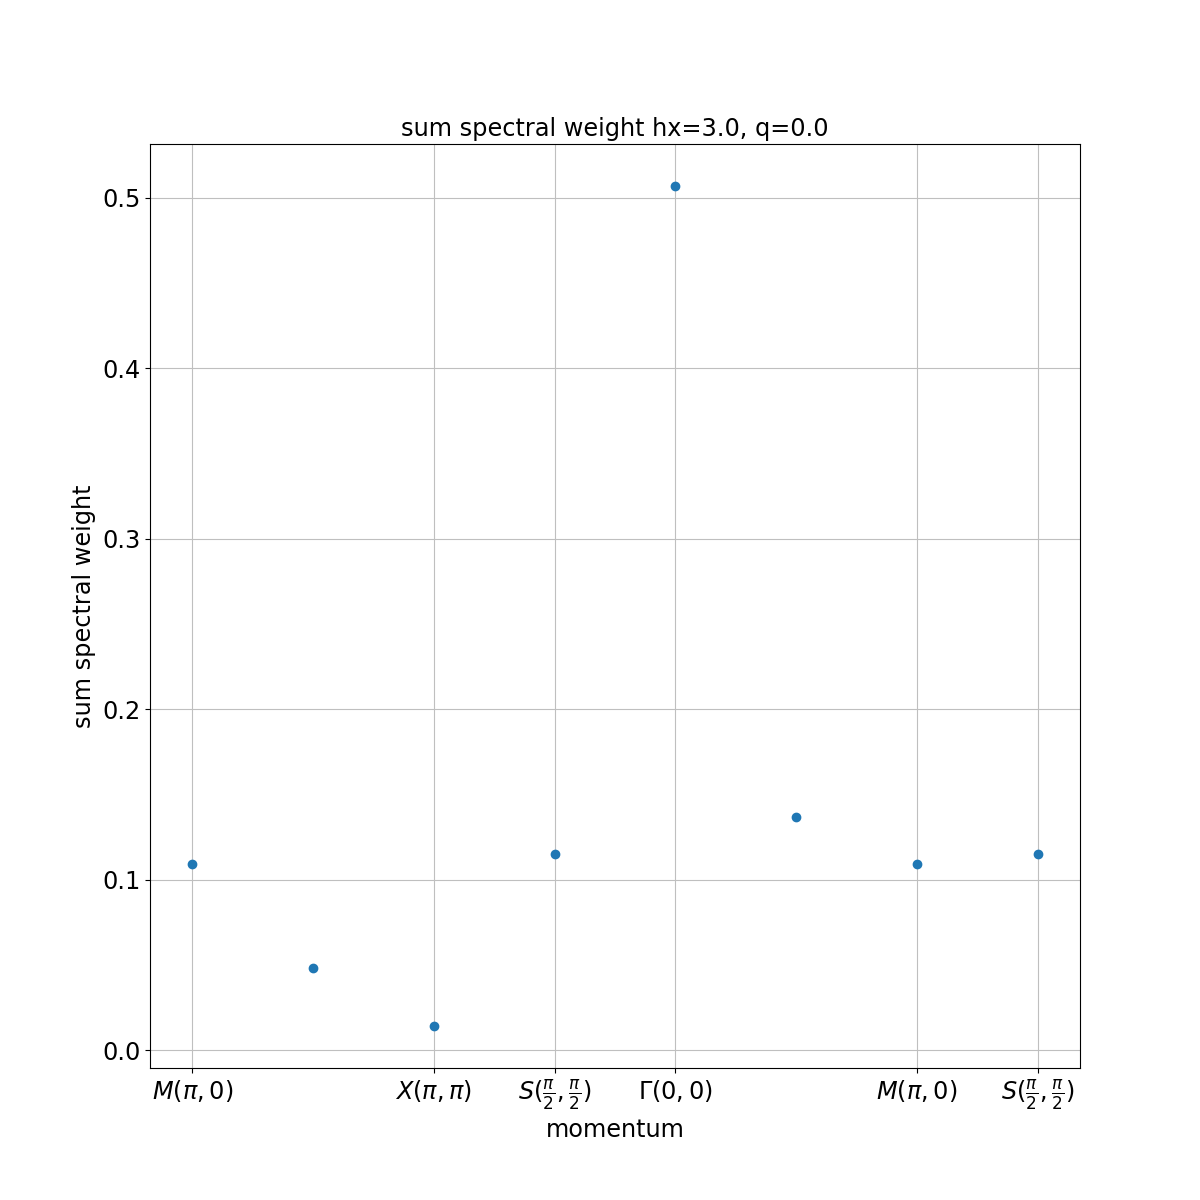 sum spectral weight hx=3.0, q=0.0
sum spectral weight
0.5
0.4
0.3
0.2
0.1
0.0
M(π, 0) X(π, π) S(π/2, π/2) Γ(0, 0) M(π, 0) S(π/2, π/2)
momentum